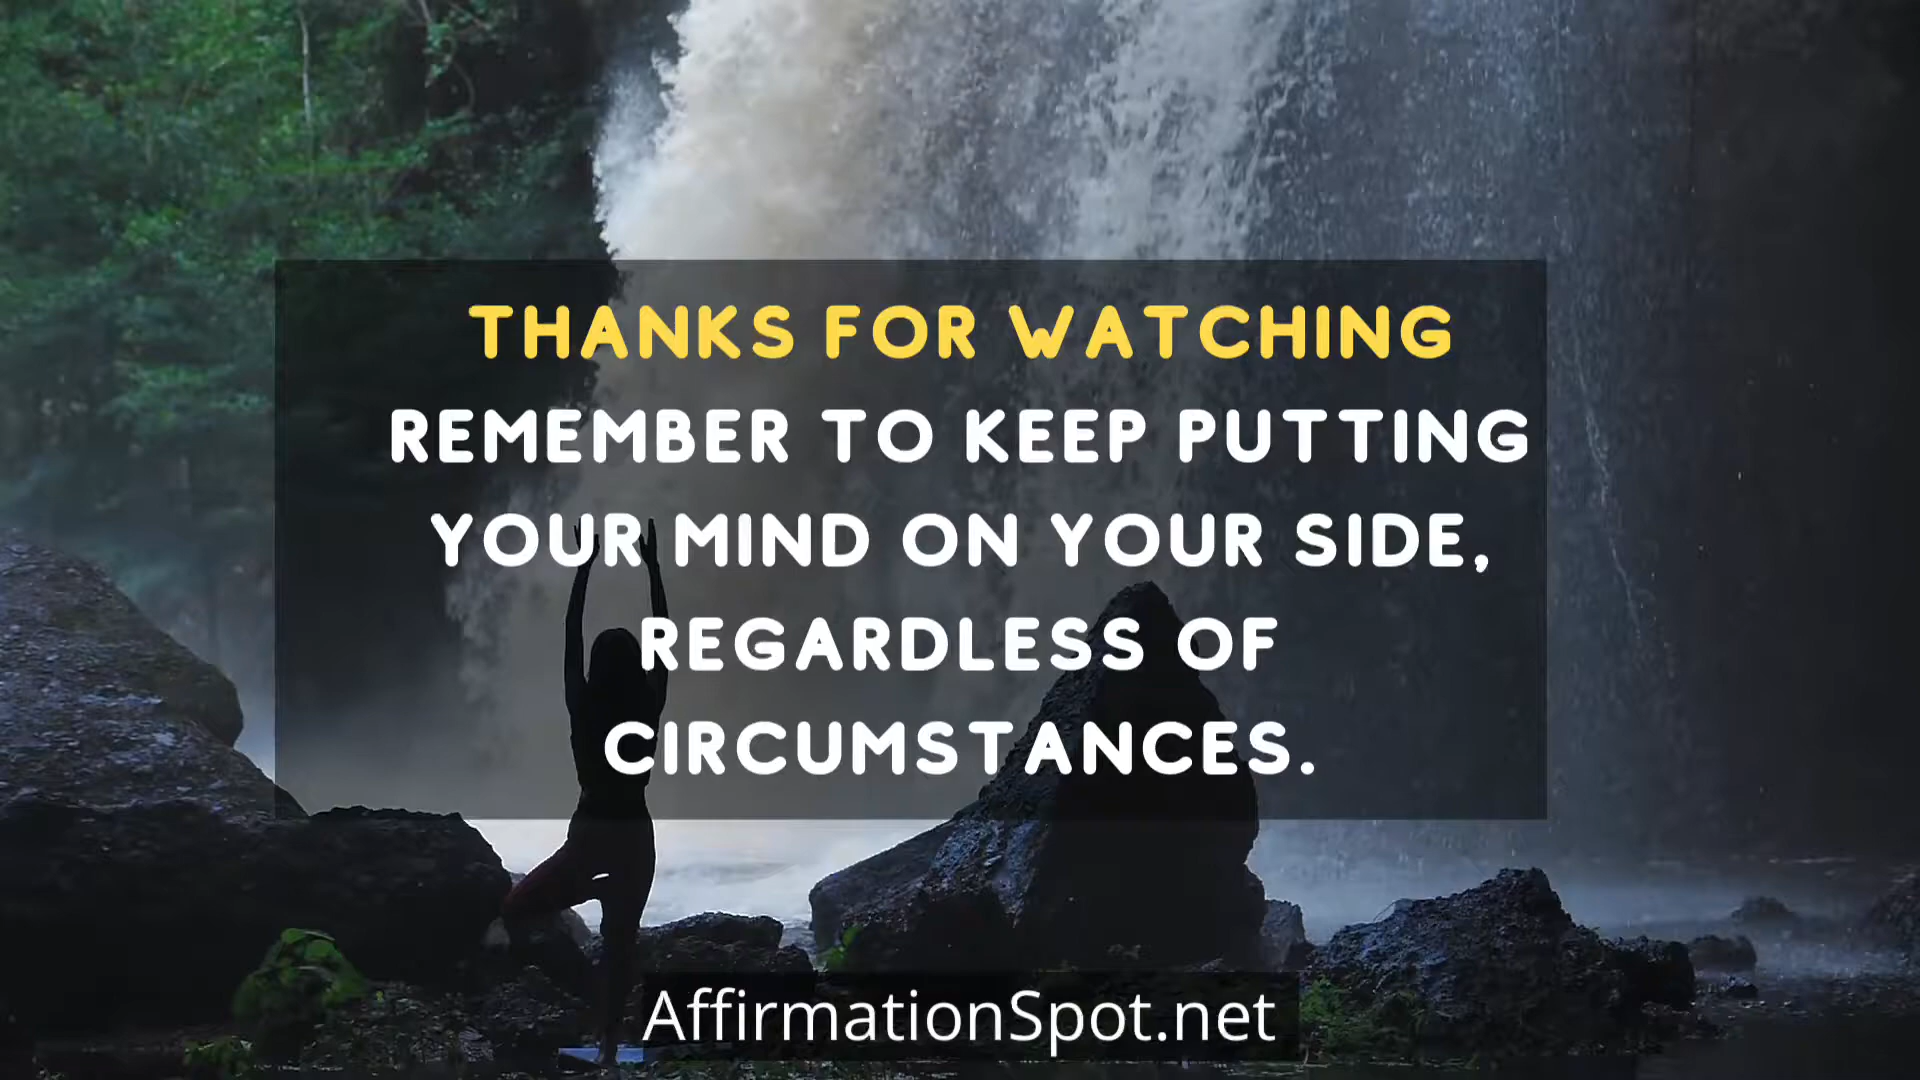 THANKS FOR WATCHING
REMEMBER TO KEEP PUTTING
YOUR MIND ON YOUR SIDE,
REGARDLESS OF
CIRCUMSTANCES.
AffirmationSpot.net